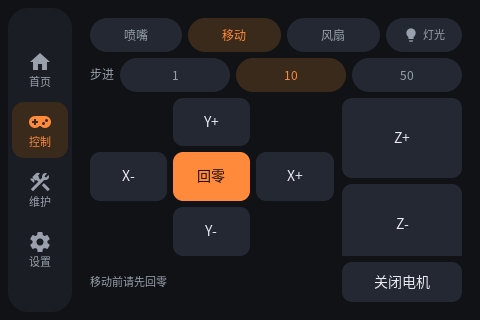 首页
控制
维护
设置
喷嘴
移动
风扇
灯光
步进
1
10
50
Y+
X-
回零
X+
Y-
Z+
Z-
移动前请先回零
关闭电机